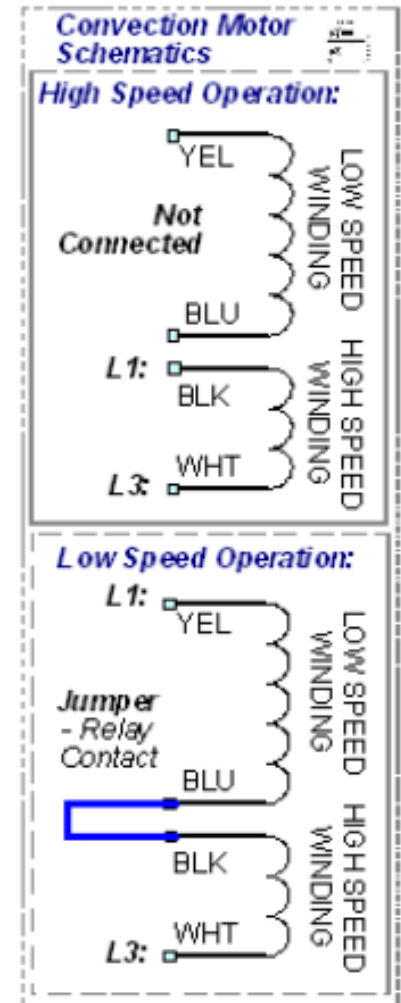 Convection Motor
Schematics
High Speed Operation:
YEL
Not
Connected
BLU
LOW SPEED
WINDING
L1:
BLK
WHT
L3:
HIGH SPEED
WINDING
Low Speed Operation:
L1:
YEL
Jumper
- Relay
Contact
BLU
LOW SPEED
WINDING
BLK
WHT
L3:
HIGH SPEED
WINDING